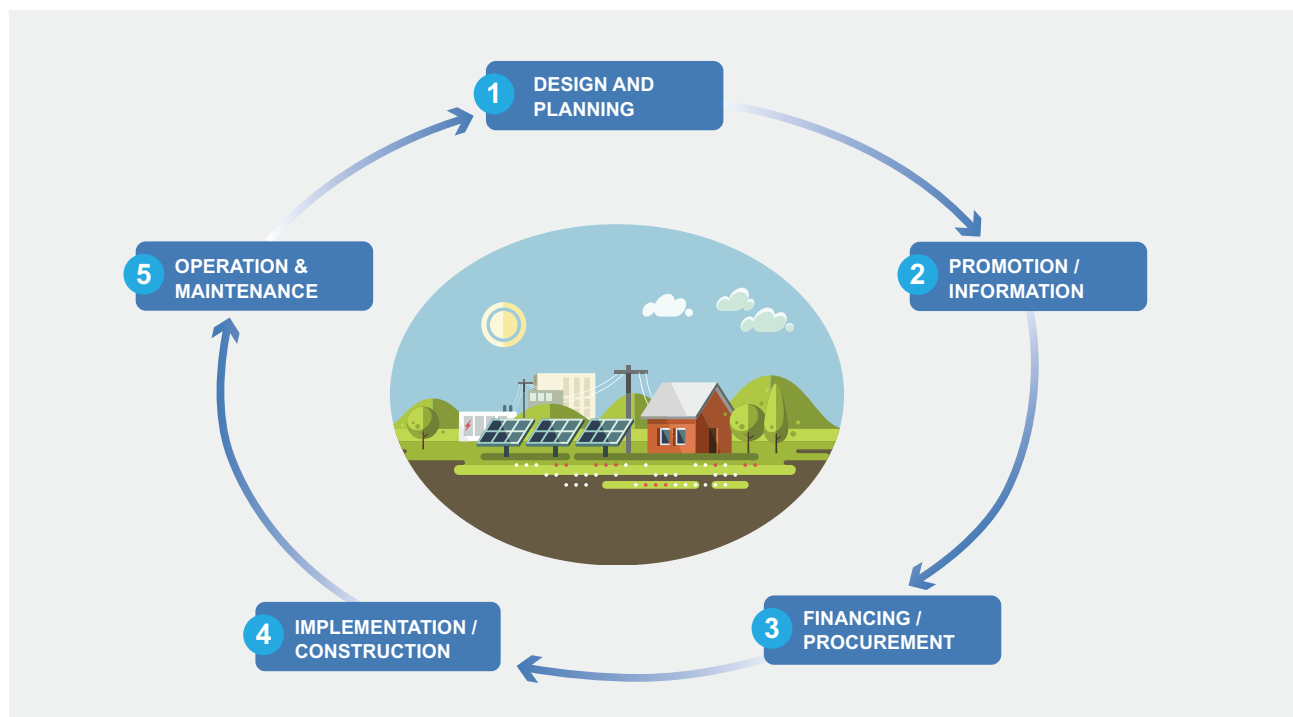 1
DESIGN AND
PLANNING
2
PROMOTION /
INFORMATION
3
FINANCING /
PROCUREMENT
4
IMPLEMENTATION /
CONSTRUCTION
5
OPERATION &
MAINTENANCE